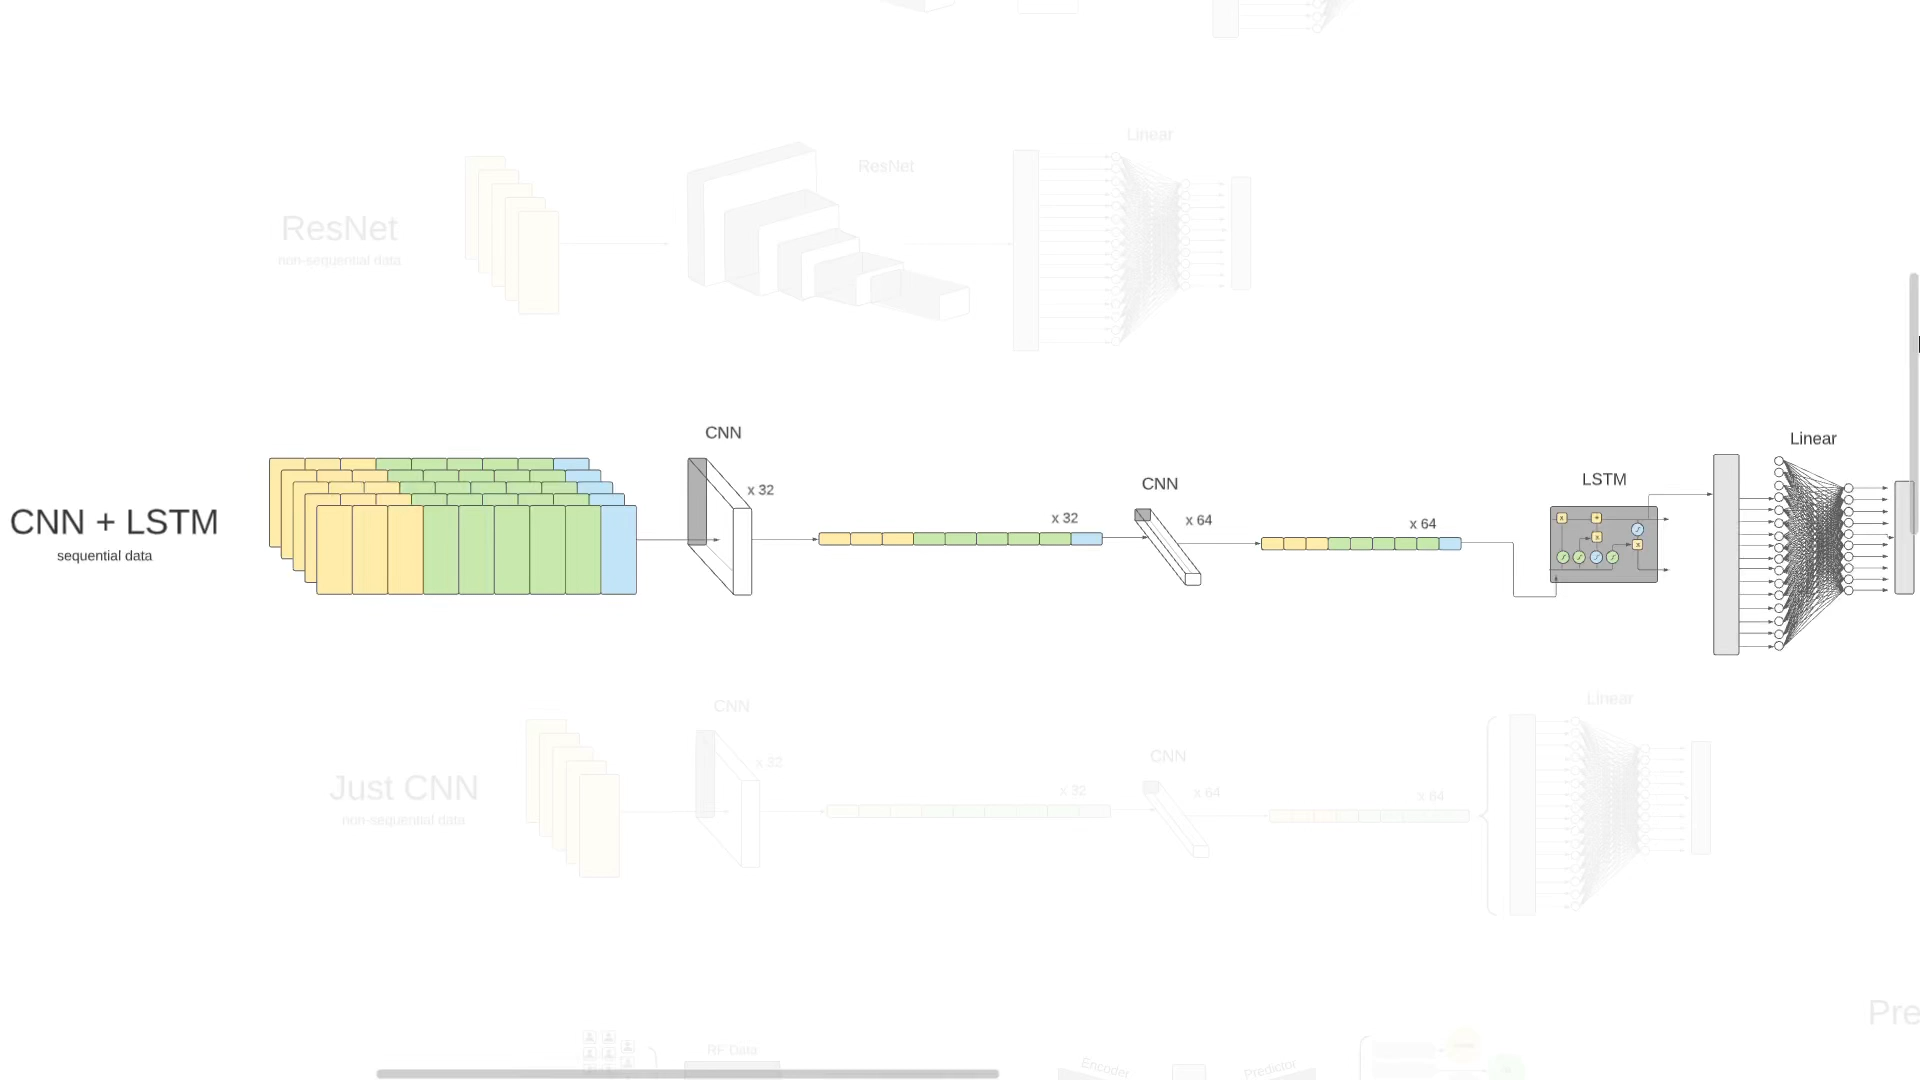 Linear
ResNet
ResNet
non-sequential data
CNN
Linear
CNN
LSTM
x 32
CNN + LSTM
sequential data
x 32
x 64
x 64
CNN
Linear
CNN
x 32
Just CNN
non-sequential data
x 32
x 64
x 64
Pre
RF Data
Encoder
Predictor